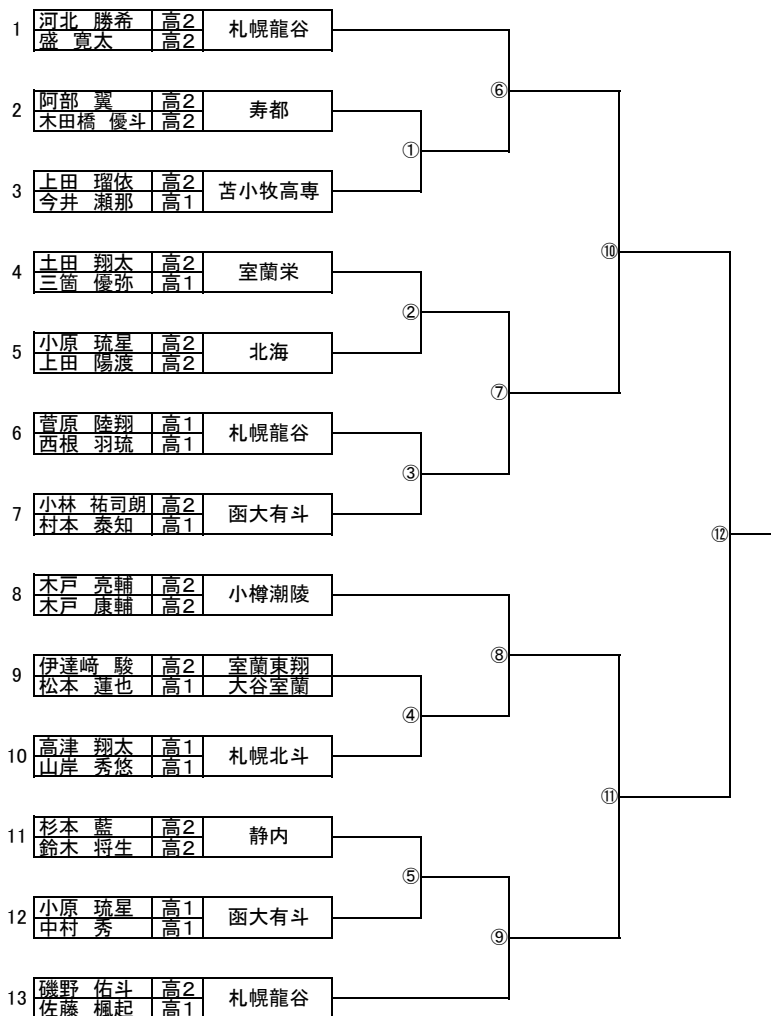 1 河北 勝希 高2 札幌龍谷
盛 寛太 高2
⑥
2 阿部 翼 高2 寿都
木田橋 優斗 高2
①
3 上田 瑠依 高2 苫小牧高専
今井 瀬那 高1
⑩
4 土田 翔太 高2 室蘭栄
三箇 優弥 高1
②
5 小原 琉星 高2 北海
上田 陽渡 高2
⑦
6 菅原 陸翔 高1 札幌龍谷
西根 羽琉 高1
③
7 小林 祐司朗 高2 函大有斗
村本 泰知 高1
⑫
8 木戸 亮輔 高2 小樽潮陵
木戸 康輔 高2
⑧
9 伊達﨑 駿 高2 室蘭東翔
松本 蓮也 高1 大谷室蘭
④
10 高津 翔太 高1 札幌北斗
山岸 秀悠 高1
⑪
11 杉本 藍 高2 静内
鈴木 将生 高2
⑤
12 小原 琉星 高1 函大有斗
中村 秀 高1
⑨
13 磯野 佑斗 高2 札幌龍谷
佐藤 楓起 高1